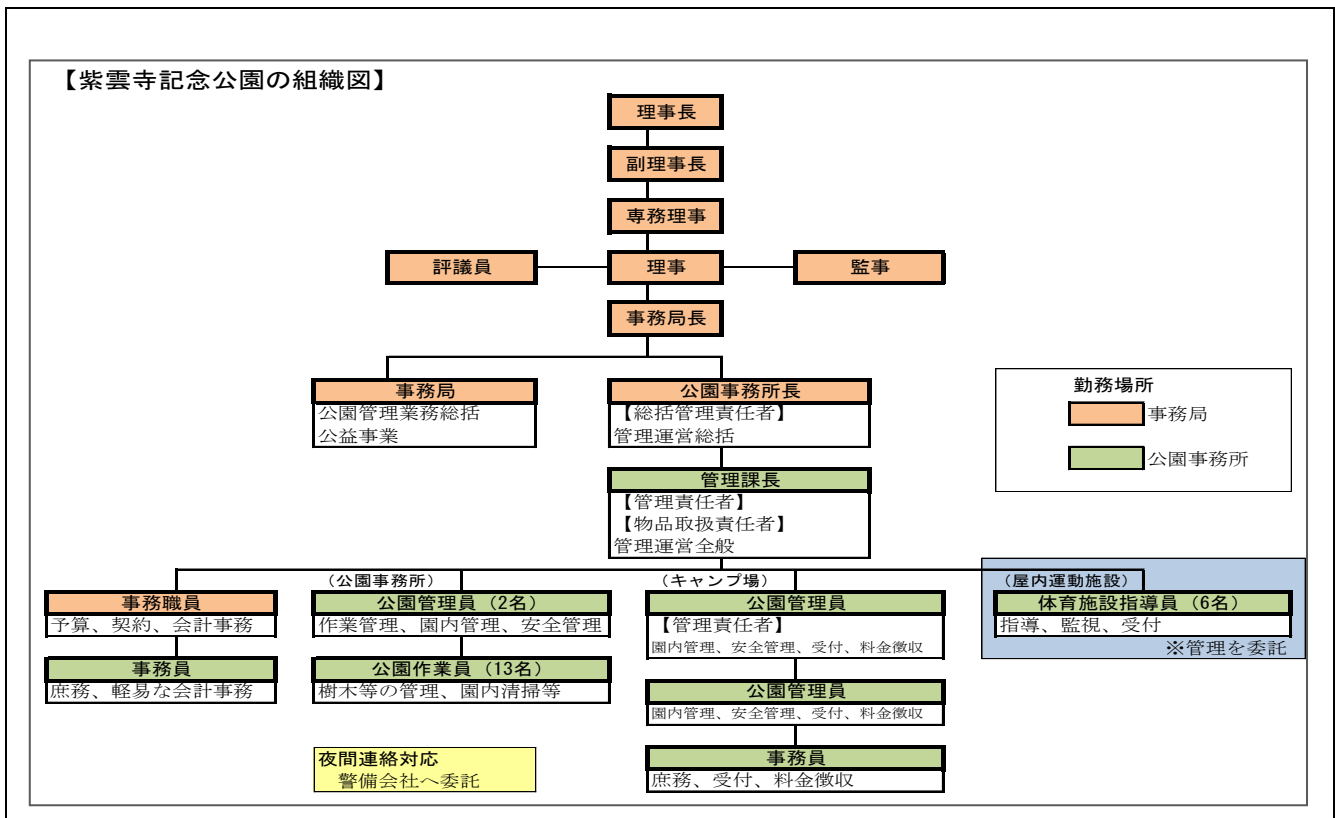 【紫雲寺記念公園の組織図】
理事長
副理事長
専務理事
評議員
理事
監事
事務局長
事務局
公園管理業務総括
公益事業
公園事務所長
【総括管理責任者】
管理運営総括
勤務場所
事務局
公園事務所
管理課長
【管理責任者】
【物品取扱責任者】
管理運営全般
事務職員
予算、契約、会計事務
事務員
庶務、軽易な会計事務
（公園事務所）
公園管理員（2名）
作業管理、園内管理、安全管理
公園作業員（13名）
樹木等の管理、園内清掃等
（キャンプ場）
公園管理員
【管理責任者】
園内管理、安全管理、受付、料金徴収
公園管理員
園内管理、安全管理、受付、料金徴収
事務員
庶務、受付、料金徴収
（屋内運動施設）
体育施設指導員（6名）
指導、監視、受付
※管理を委託
夜間連絡対応
警備会社へ委託